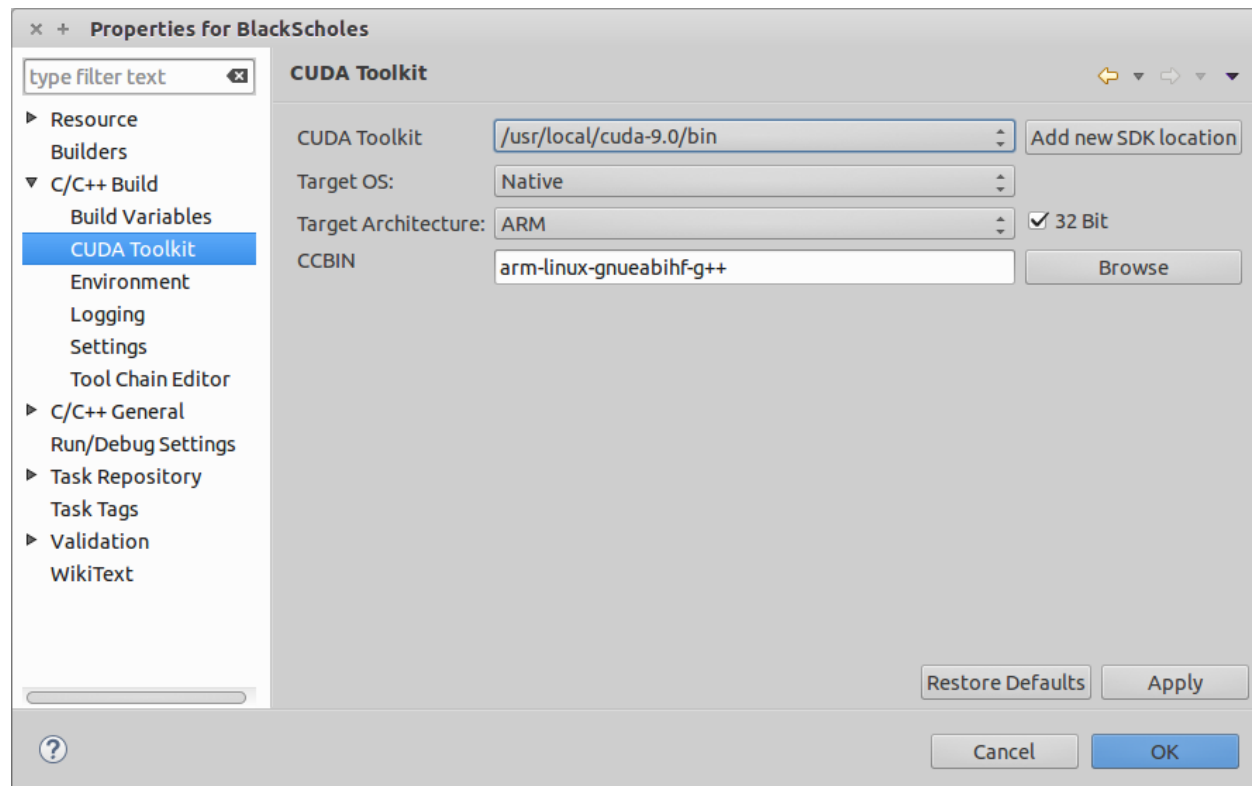 Properties for BlackScholes
type filter text
Resource
Builders
C/C++ Build
Build Variables
CUDA Toolkit
Environment
Logging
Settings
Tool Chain Editor
C/C++ General
Run/Debug Settings
Task Repository
Task Tags
Validation
WikiText
CUDA Toolkit
CUDA Toolkit /usr/local/cuda-9.0/bin Add new SDK location
Target OS: Native
Target Architecture: ARM 32 Bit
CCBIN arm-linux-gnueabihf-g++ Browse
Restore Defaults Apply
? Cancel OK